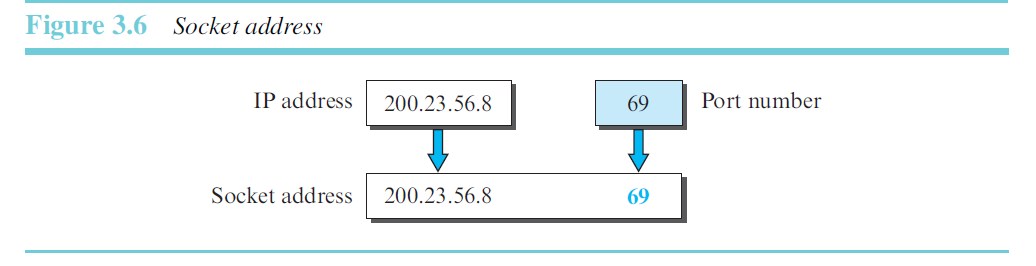 Figure 3.6 Socket address
IP address 200.23.56.8 69 Port number
Socket address 200.23.56.8 69